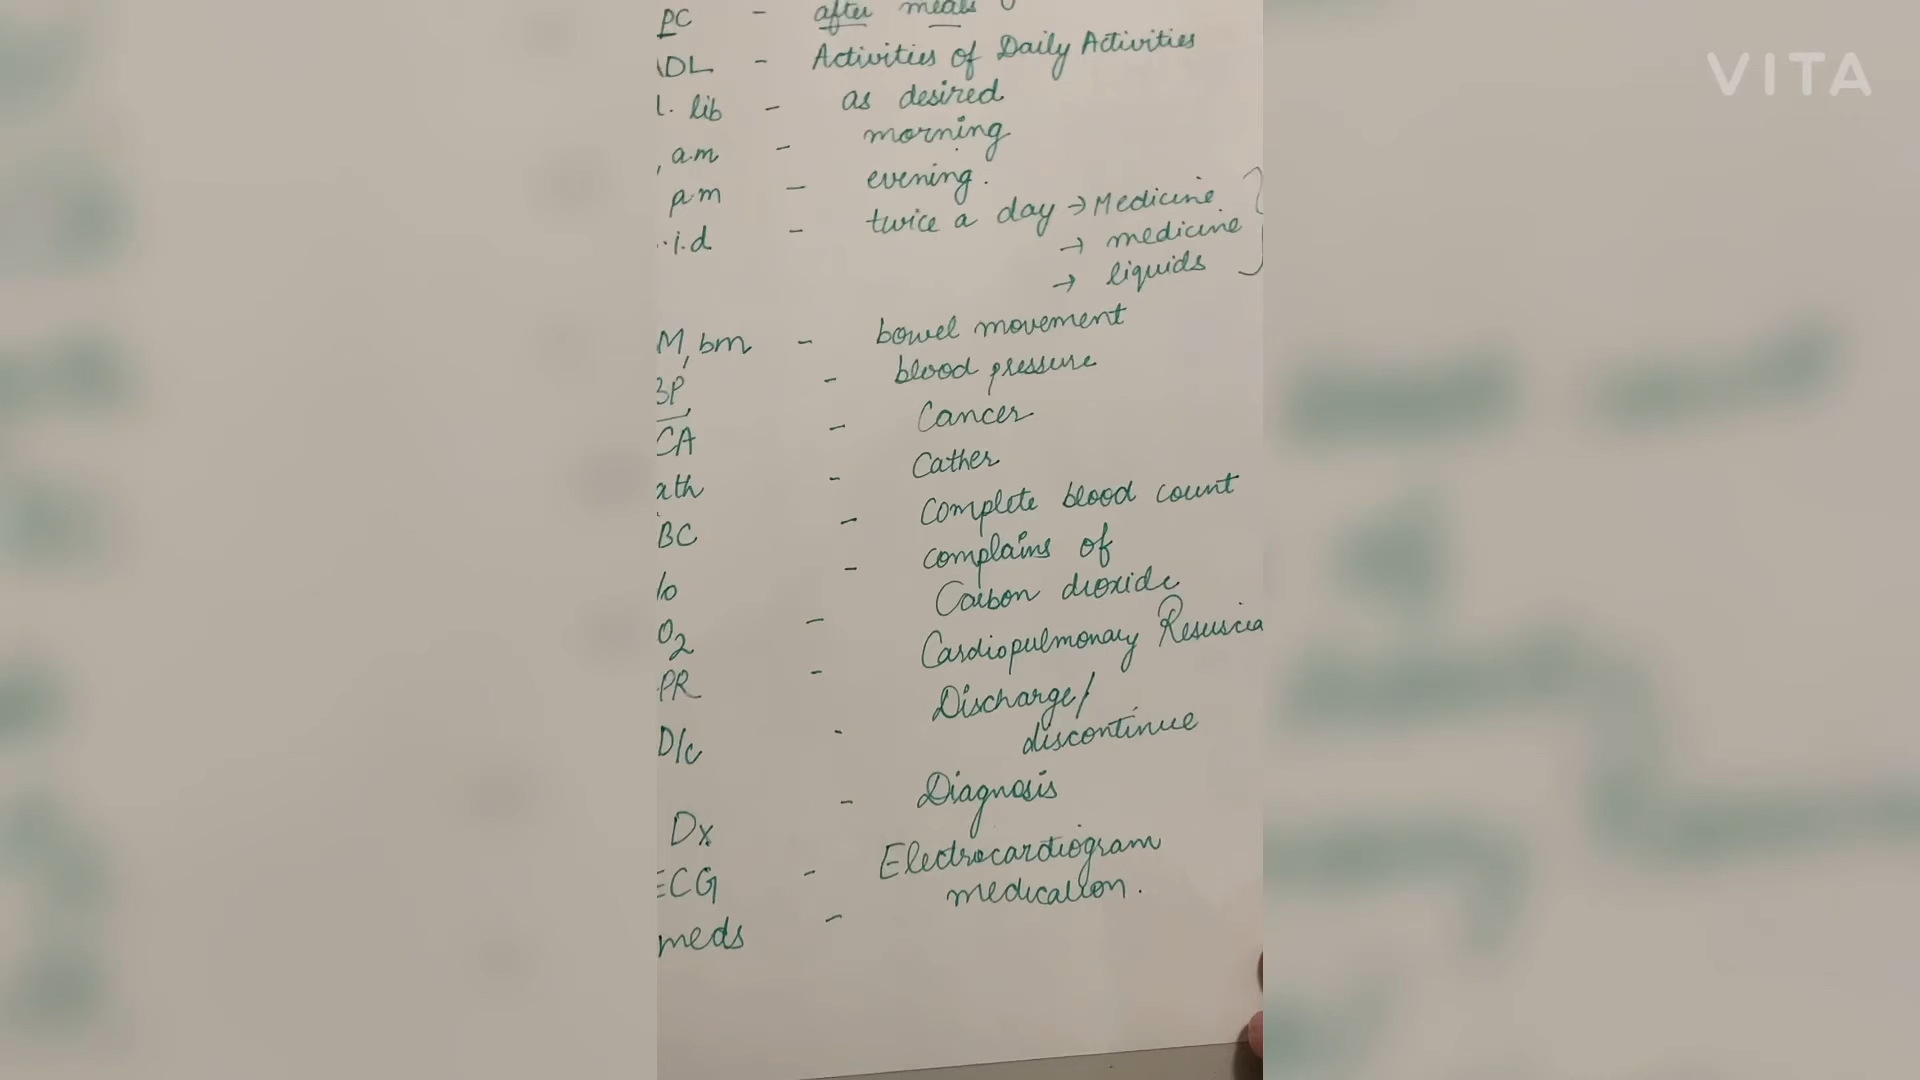 PC - after meals
VITA
ADL - Activities of Daily Activities
l. lib - as desired
, am - morning
pm - evening.
.i.d - twice a day → Medicine.
→ medicine
→ liquids
M, bm - bowel movement
BP - blood pressure
CA - Cancer
ath - Cather
BC - complete blood count
/o - complains of
O2 - Carbon dioxide
PR - Cardiopulmonary Resuscia
D/c - Discharge/
discontinue
Dx - Diagnosis
ECG - Electrocardiogram
meds - medication.